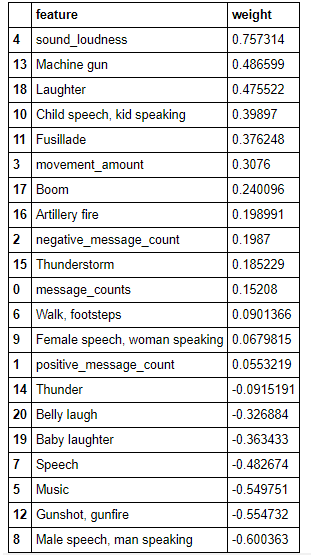 feature weight
4 sound_loudness 0.757314
13 Machine gun 0.486599
18 Laughter 0.475522
10 Child speech, kid speaking 0.39897
11 Fusillade 0.376248
3 movement_amount 0.3076
17 Boom 0.240096
16 Artillery fire 0.198991
2 negative_message_count 0.1987
15 Thunderstorm 0.185229
0 message_counts 0.15208
6 Walk, footsteps 0.0901366
9 Female speech, woman speaking 0.0679815
1 positive_message_count 0.0553219
14 Thunder -0.0915191
20 Belly laugh -0.326884
19 Baby laughter -0.363433
7 Speech -0.482674
5 Music -0.549751
12 Gunshot, gunfire -0.554732
8 Male speech, man speaking -0.600363